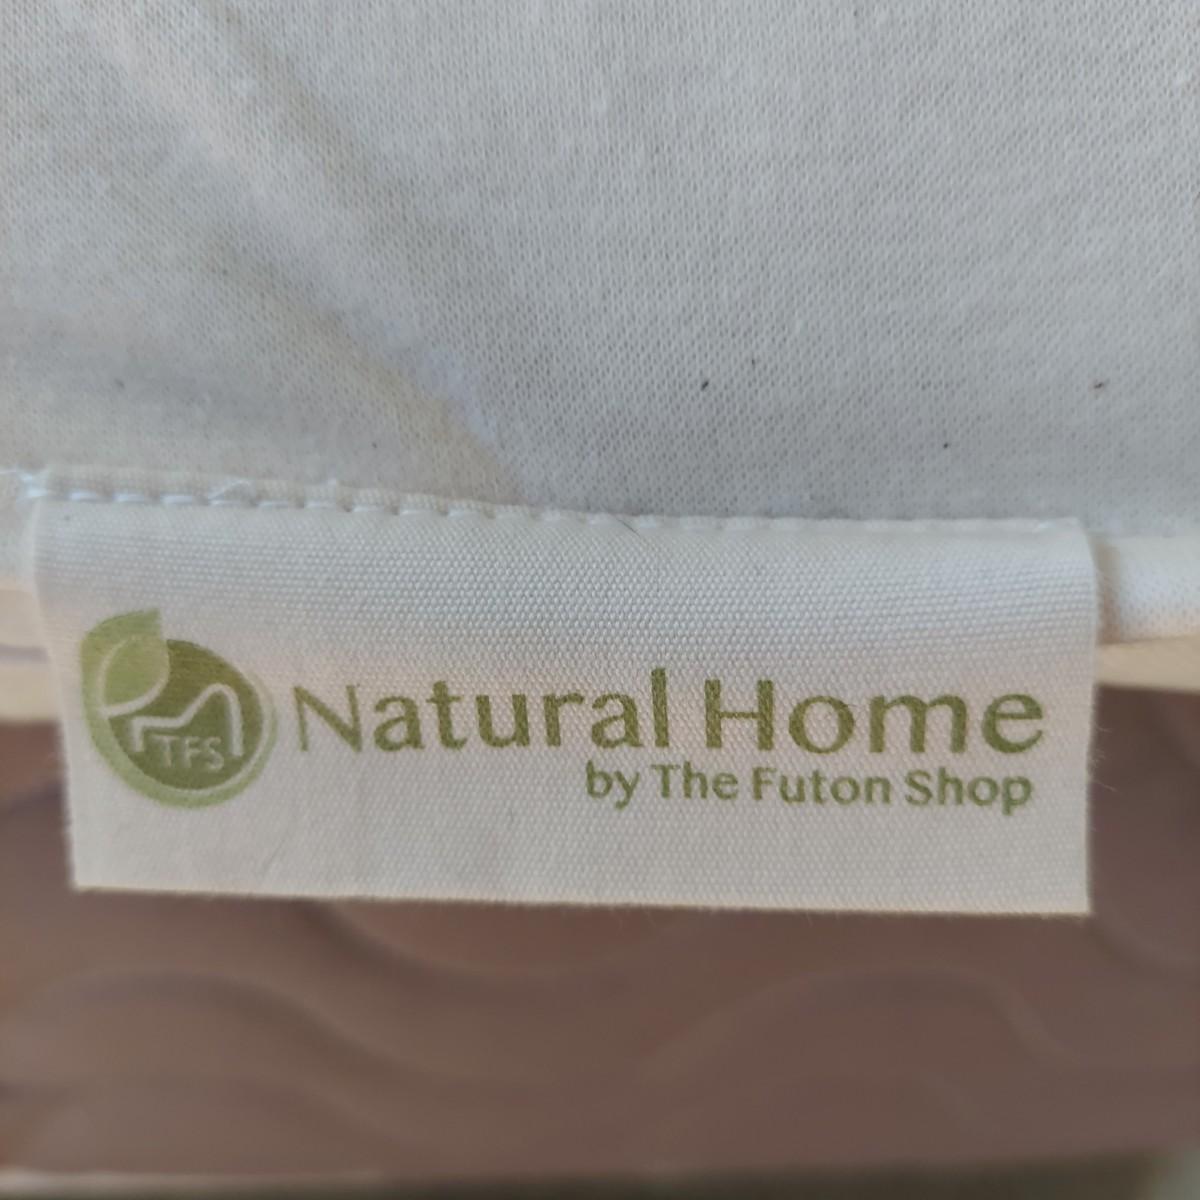 TFS
Natural Home
by The Futon Shop